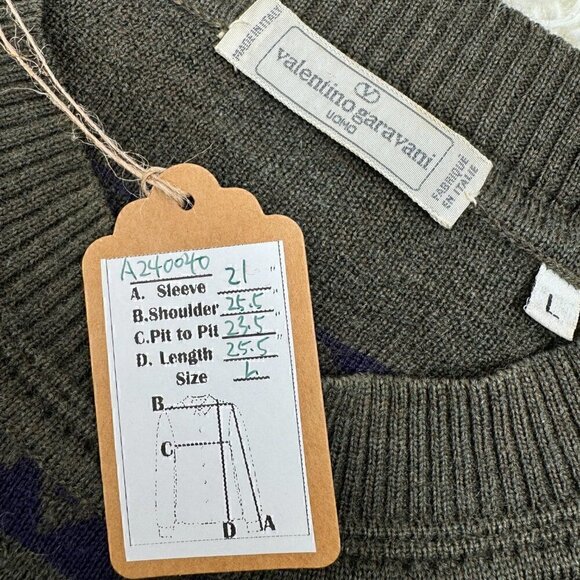 MADE IN ITALY
V
valentino garavani
UOMO
FABRIQUÉ
EN ITALIE
L
A240040
A. Sleeve 21 "
B.Shoulder 25.5 "
C.Pit to Pit 23.5 "
D. Length 25.5 "
Size L
B
C
D
A